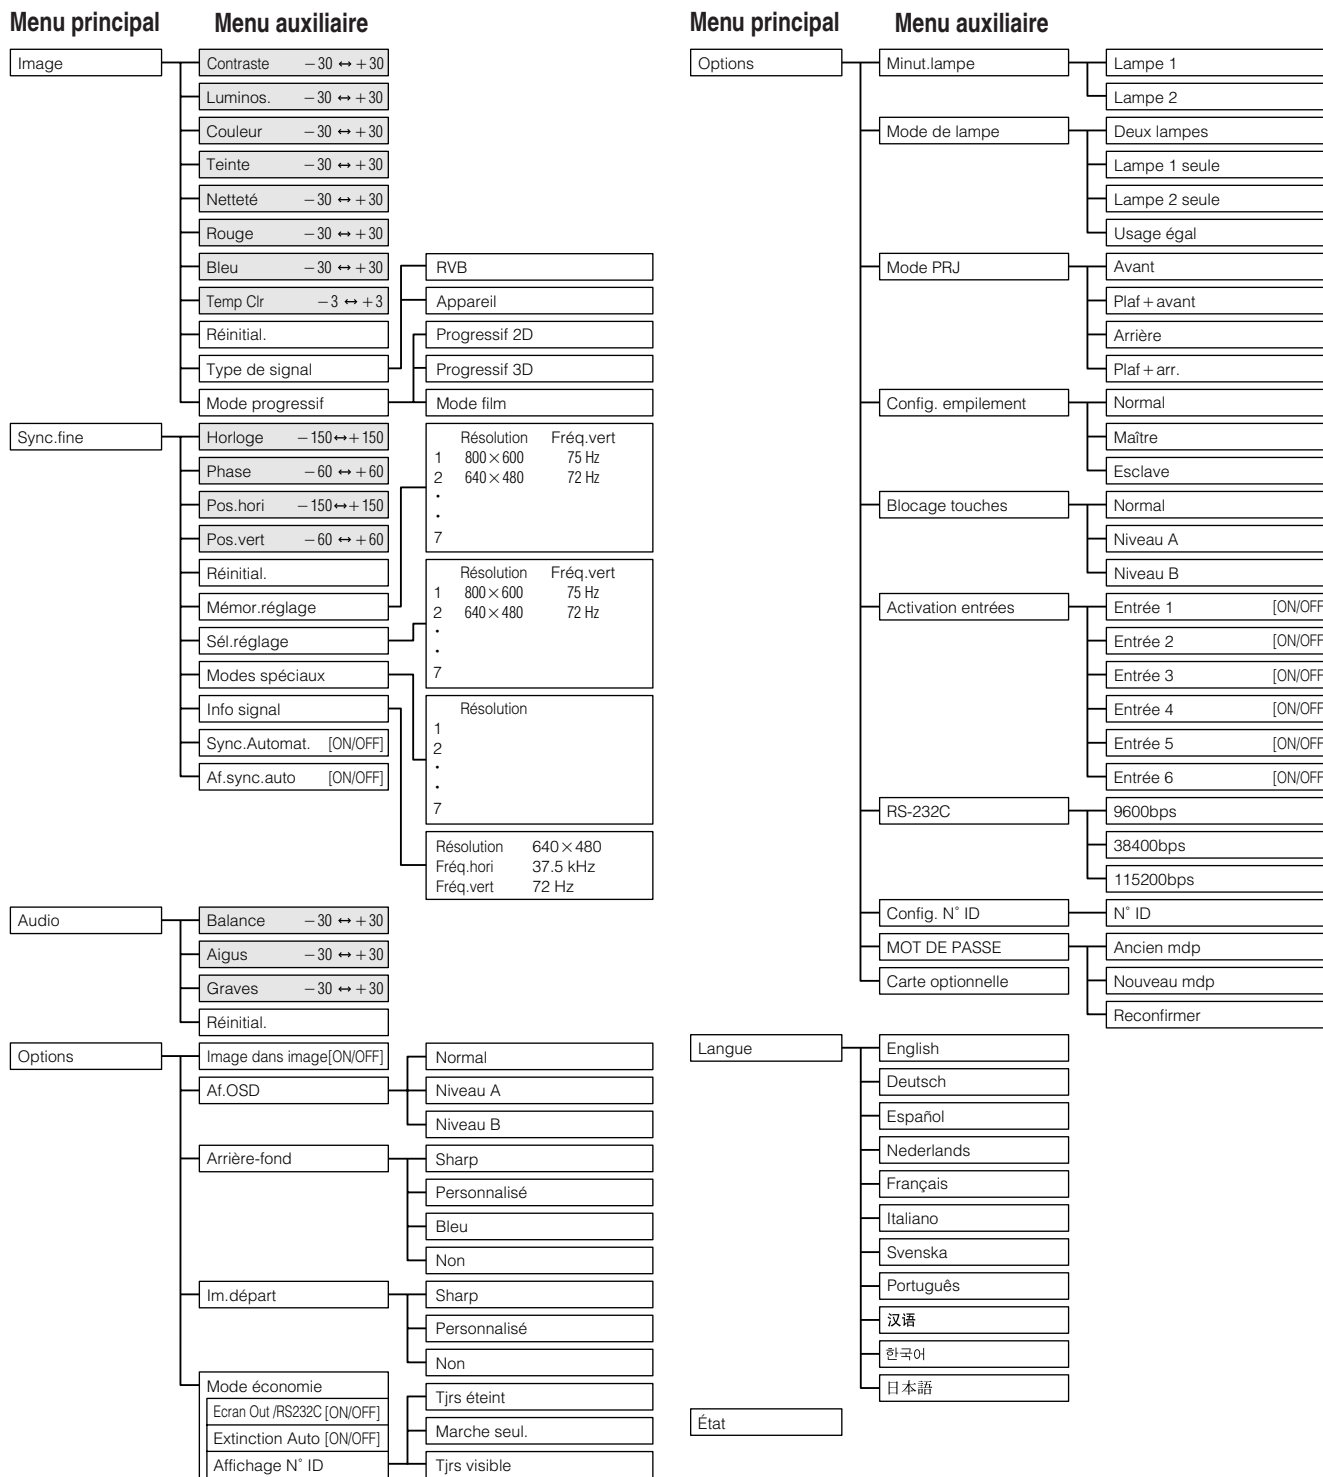 Menu principal Menu auxiliaire
Image
Contraste −30 ↔ +30
Luminos. −30 ↔ +30
Couleur −30 ↔ +30
Teinte −30 ↔ +30
Netteté −30 ↔ +30
Rouge −30 ↔ +30
Bleu −30 ↔ +30
Temp Clr −3 ↔ +3
Réinitial.
Type de signal
RVB
Appareil
Mode progressif
Progressif 2D
Progressif 3D
Mode film
Sync.fine
Horloge −150↔+150
Phase −60 ↔ +60
Pos.hori −150↔+150
Pos.vert −60 ↔ +60
Réinitial.
Mémor.réglage
Sél.réglage
Modes spéciaux
Info signal
Sync.Automat. [ON/OFF]
Af.sync.auto [ON/OFF]
Résolution Fréq.vert
1 800×600 75 Hz
2 640×480 72 Hz
•
•
7
Résolution Fréq.vert
1 800×600 75 Hz
2 640×480 72 Hz
•
•
7
Résolution
1
2
•
•
7
Résolution 640×480
Fréq.hori 37.5 kHz
Fréq.vert 72 Hz
Audio
Balance −30 ↔ +30
Aigus −30 ↔ +30
Graves −30 ↔ +30
Réinitial.
Options
Image dans image[ON/OFF]
Af.OSD
Normal
Niveau A
Niveau B
Arrière-fond
Sharp
Personnalisé
Bleu
Non
Im.départ
Sharp
Personnalisé
Non
Mode économie
Ecran Out /RS232C [ON/OFF]
Extinction Auto [ON/OFF]
Affichage N° ID
Tjrs éteint
Marche seul.
Tjrs visible
Menu principal Menu auxiliaire
Options
Minut.lampe
Lampe 1
Lampe 2
Mode de lampe
Deux lampes
Lampe 1 seule
Lampe 2 seule
Usage égal
Mode PRJ
Avant
Plaf+avant
Arrière
Plaf+arr.
Config. empilement
Normal
Maître
Esclave
Blocage touches
Normal
Niveau A
Niveau B
Activation entrées
Entrée 1 [ON/OFF
Entrée 2 [ON/OFF
Entrée 3 [ON/OFF
Entrée 4 [ON/OFF
Entrée 5 [ON/OFF
Entrée 6 [ON/OFF
RS-232C
9600bps
38400bps
115200bps
Config. N° ID
N° ID
MOT DE PASSE
Ancien mdp
Nouveau mdp
Reconfirmer
Carte optionnelle
Langue
English
Deutsch
Español
Nederlands
Français
Italiano
Svenska
Português
汉语
한국어
日本語
État